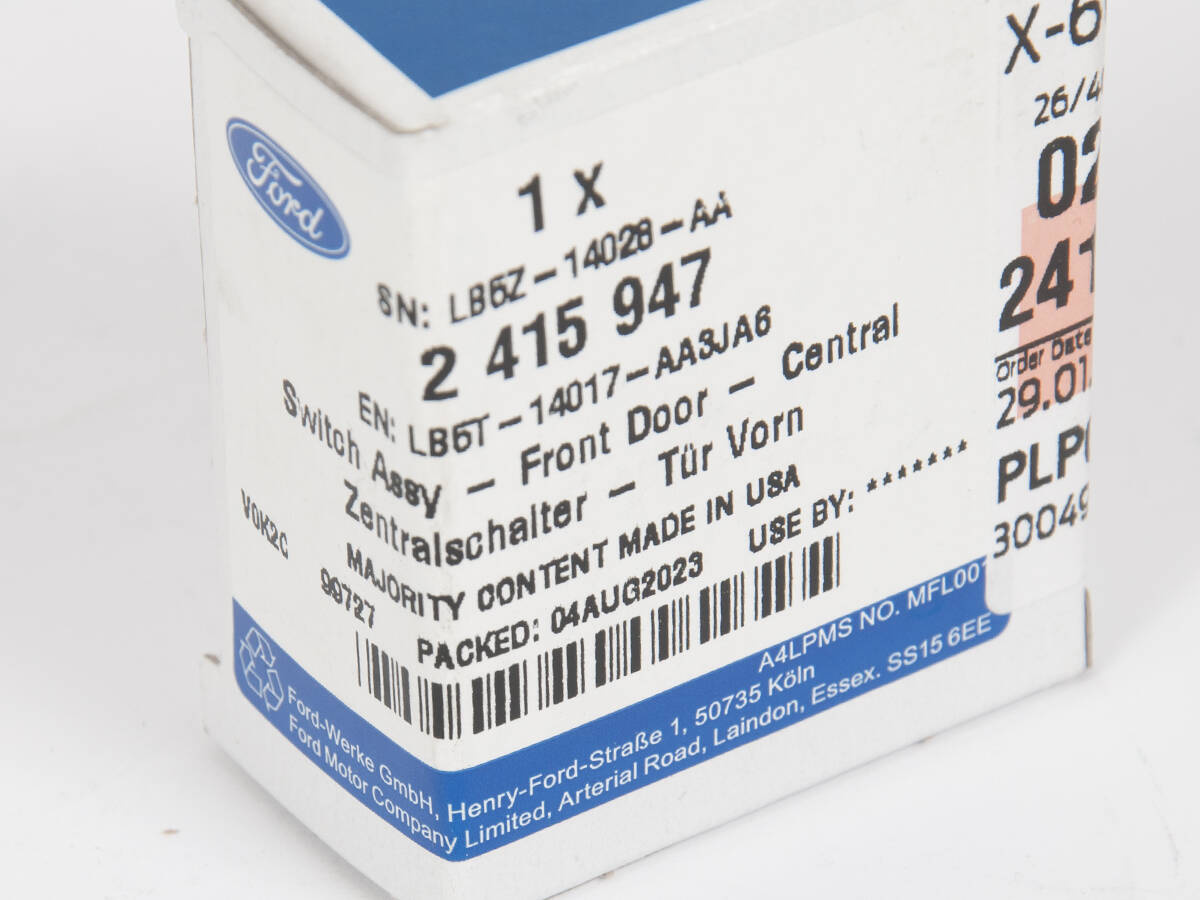 Ford
1 X
SN: LB5Z-14028-AA
2 415 947
EN: LB5T-14017-AA3JA6
Switch Assy - Front Door - Central
Zentralschalter - Tür Vorn
V0K2C
MAJORITY CONTENT MADE IN USA
99727
PACKED: 04AUG2023 USE BY: *******
A4LPMS NO. MFL001
Ford-Werke GmbH, Henry-Ford-Straße 1, 50735 Köln
Ford Motor Company Limited, Arterial Road, Laindon, Essex. SS15 6EE
X-6
26/4
02
241
Order Date
29.01.
PLP
30049